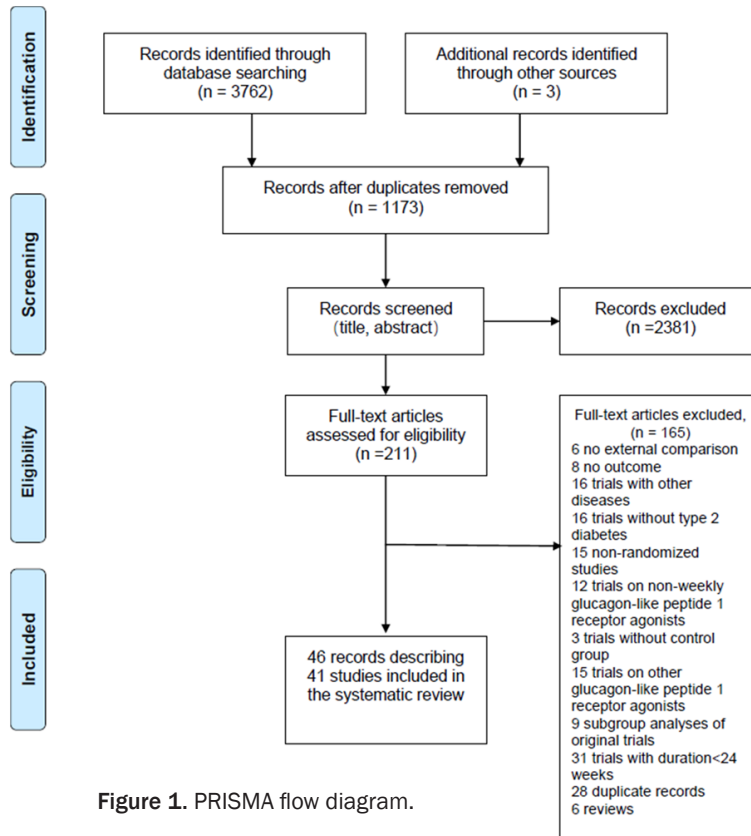 Identification
Records identified through
database searching
(n = 3762)
Additional records identified
through other sources
(n = 3)
Records after duplicates removed
(n = 1173)
Screening
Records screened
(title, abstract)
Records excluded
(n =2381)
Eligibility
Full-text articles
assessed for eligibility
(n =211)
Full-text articles excluded,
(n = 165)
6 no external comparison
8 no outcome
16 trials with other
diseases
16 trials without type 2
diabetes
15 non-randomized
studies
12 trials on non-weekly
glucagon-like peptide 1
receptor agonists
3 trials without control
group
15 trials on other
glucagon-like peptide 1
receptor agonists
9 subgroup analyses of
original trials
31 trials with duration<24
weeks
28 duplicate records
6 reviews
Included
46 records describing
41 studies included in
the systematic review
Figure 1. PRISMA flow diagram.